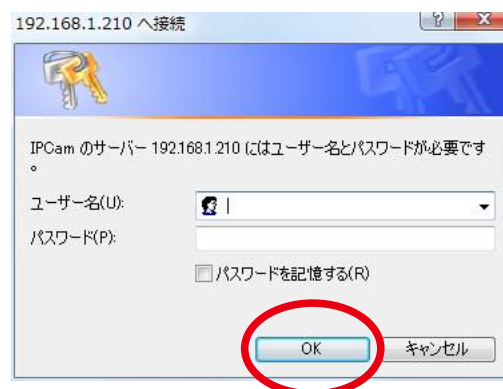 192.168.1.210 へ接続
IPCam のサーバー 192.168.1.210 にはユーザー名とパスワードが必要です
。
ユーザー名(U):
パスワード(P):
パスワードを記憶する(R)
OK
キャンセル